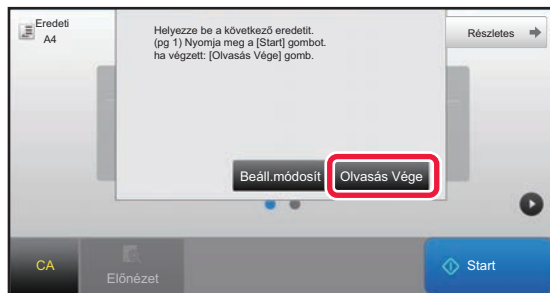 Eredeti
A4
Helyezze be a következő eredetit.
(pg 1) Nyomja meg a [Start] gombot.
ha végzett: [Olvasás Vége] gomb.
Részletes
Beáll.módosít
Olvasás Vége
CA
Előnézet
Start